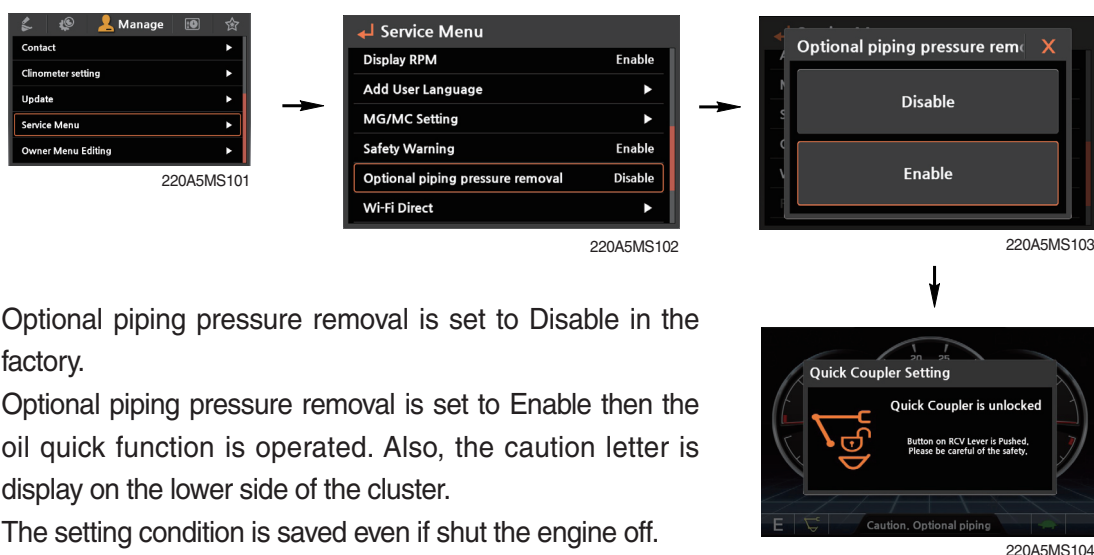 Manage
Contact
Clinometer setting
Update
Service Menu
Owner Menu Editing
220A5MS101
Service Menu
Display RPM Enable
Add User Language
MG/MC Setting
Safety Warning Enable
Optional piping pressure removal Disable
Wi-Fi Direct
220A5MS102
Optional piping pressure rem
X
Disable
Enable
220A5MS103
Optional piping pressure removal is set to Disable in the
factory.
Optional piping pressure removal is set to Enable then the
oil quick function is operated. Also, the caution letter is
display on the lower side of the cluster.
The setting condition is saved even if shut the engine off.
20 25
Quick Coupler Setting
Quick Coupler is unlocked
Button on RCV Lever is Pushed,
Please be careful of the safety,
E
Caution, Optional piping
220A5MS104